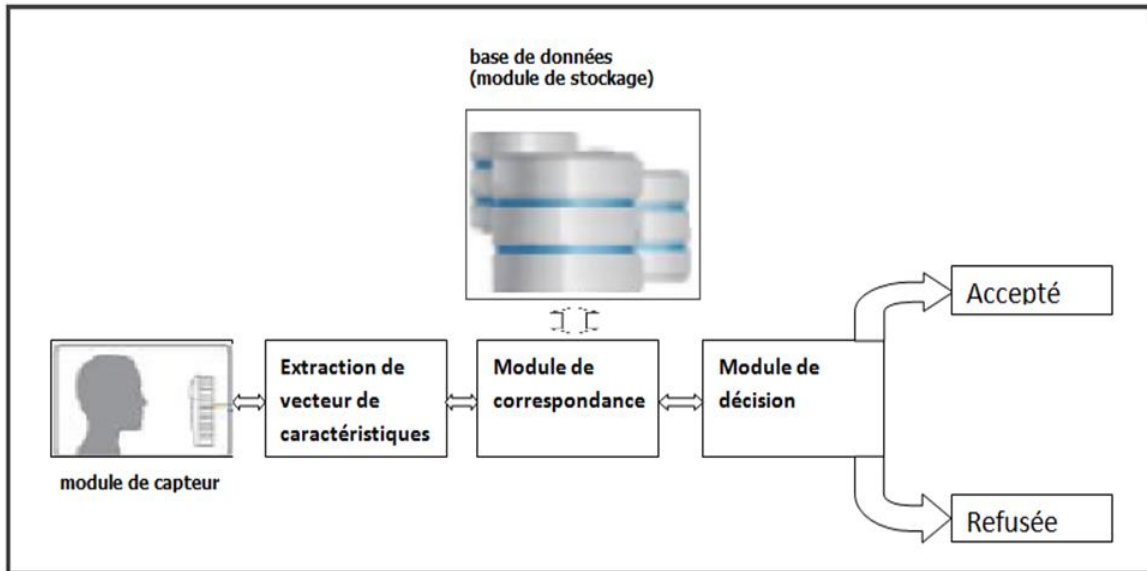 base de données
(module de stockage)
Accepté
Extraction de
vecteur de
caractéristiques
Module de
correspondance
Module de
décision
module de capteur
Refusée